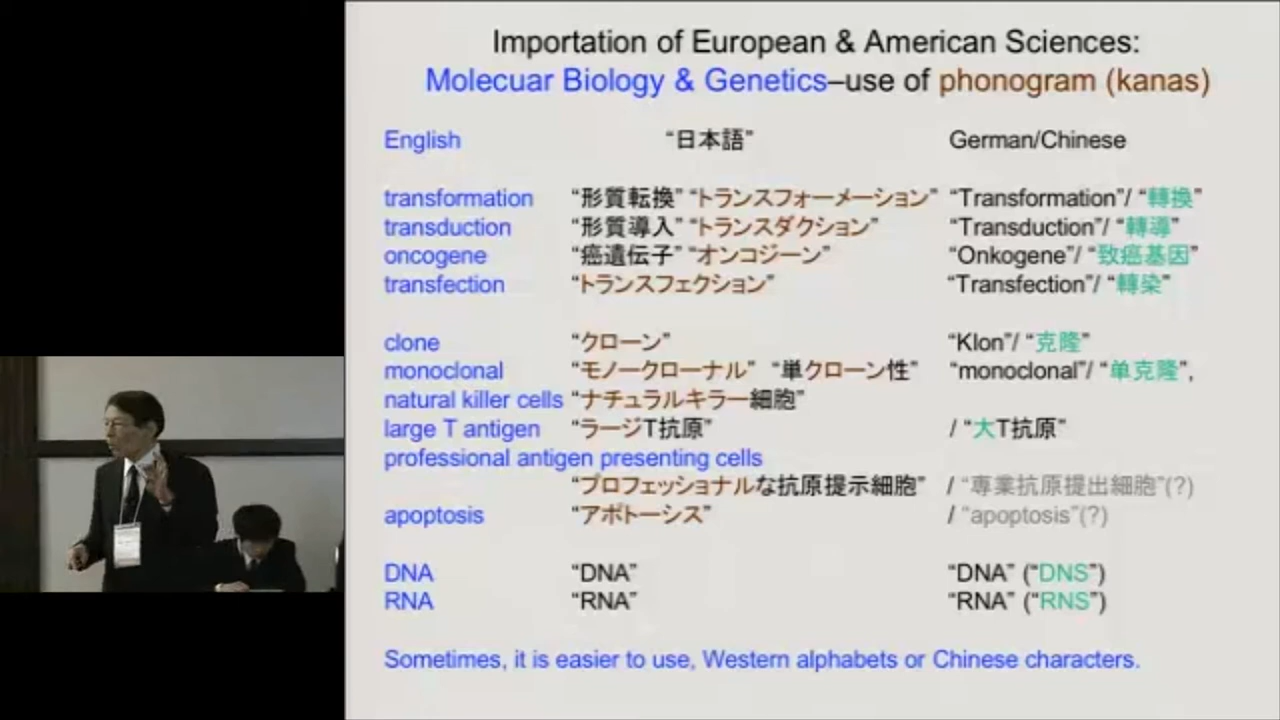 Importation of European & American Sciences:
Molecuar Biology & Genetics–use of phonogram (kanas)
English “日本語” German/Chinese
transformation “形質転換” “トランスフォーメーション” “Transformation”/ “轉換”
transduction “形質導入” “トランスダクション” “Transduction”/ “轉導”
oncogene “癌遺伝子” “オンコジーン” “Onkogene”/ “致癌基因”
transfection “トランスフェクション” “Transfection”/ “轉染”
clone “クローン” “Klon”/ “克隆”
monoclonal “モノークローナル” “単クローン性” “monoclonal”/ “单克隆”,
natural killer cells “ナチュラルキラー細胞”
large T antigen “ラージT抗原” / “大T抗原”
professional antigen presenting cells
“プロフェッショナルな抗原提示細胞” / “専業抗原提出細胞”(?)
apoptosis “アポトーシス” / “apoptosis”(?)
DNA “DNA” “DNA” (“DNS”)
RNA “RNA” “RNA” (“RNS”)
Sometimes, it is easier to use, Western alphabets or Chinese characters.